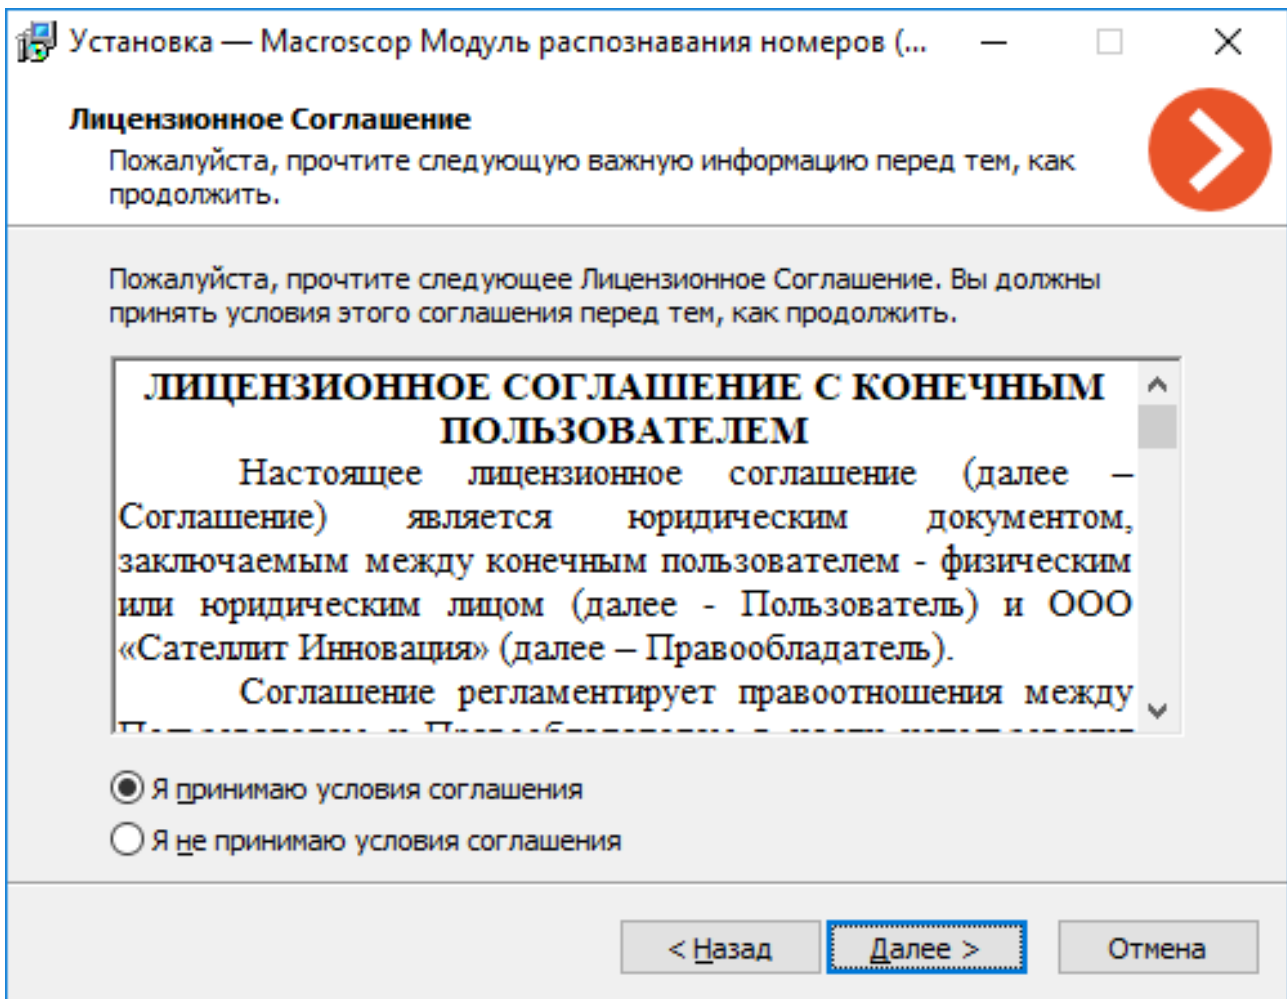 Установка — Macroscop Модуль распознавания номеров (...
Лицензионное Соглашение
Пожалуйста, прочтите следующую важную информацию перед тем, как
продолжить.
Пожалуйста, прочтите следующее Лицензионное Соглашение. Вы должны
принять условия этого соглашения перед тем, как продолжить.
ЛИЦЕНЗИОННОЕ СОГЛАШЕНИЕ С КОНЕЧНЫМ
ПОЛЬЗОВАТЕЛЕМ
Настоящее лицензионное соглашение (далее –
Соглашение) является юридическим документом,
заключаемым между конечным пользователем - физическим
или юридическим лицом (далее - Пользователь) и ООО
«Сателлит Инновация» (далее – Правообладатель).
Соглашение регламентирует правоотношения между
Я принимаю условия соглашения
Я не принимаю условия соглашения
< Назад
Далее >
Отмена